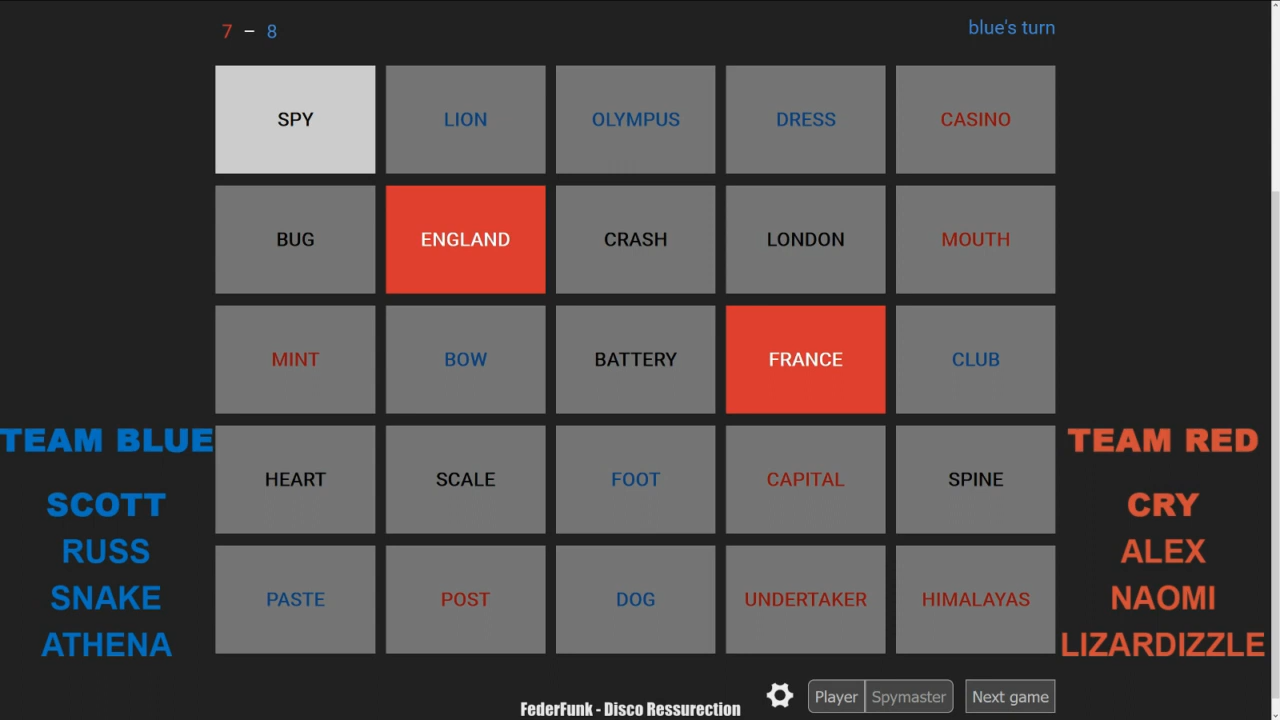 7 – 8
blue's turn
SPY LION OLYMPUS DRESS CASINO
BUG ENGLAND CRASH LONDON MOUTH
MINT BOW BATTERY FRANCE CLUB
TEAM BLUE
SCOTT
RUSS
SNAKE
ATHENA
HEART SCALE FOOT CAPITAL SPINE
PASTE POST DOG UNDERTAKER HIMALAYAS
TEAM RED
CRY
ALEX
NAOMI
LIZARDIZZLE
Player Spymaster Next game
FederFunk - Disco Ressurection